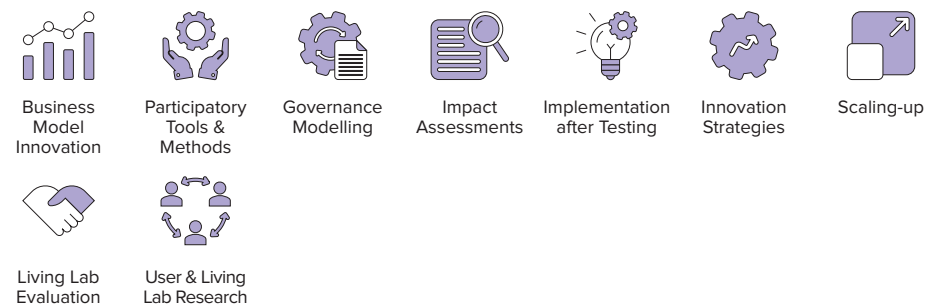 Business
Model
Innovation
Participatory
Tools &
Methods
Governance
Modelling
Impact
Assessments
Implementation
after Testing
Innovation
Strategies
Scaling-up
Living Lab
Evaluation
User & Living
Lab Research